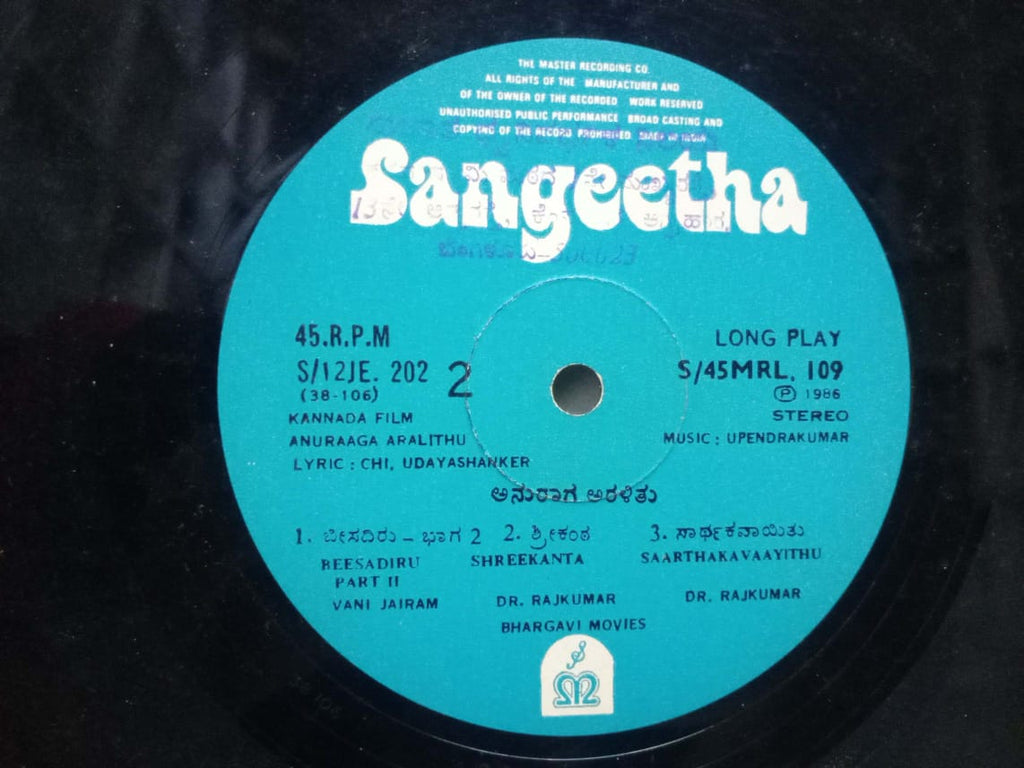 THE MASTER RECORDING CO.
ALL RIGHTS OF THE MANUFACTURER AND
OF THE OWNER OF THE RECORDED WORK RESERVED
UNAUTHORISED PUBLIC PERFORMANCE BROAD CASTING AND
COPYING OF THE RECORD PROHIBITED MADE IN INDIA
Sangeetha
45.R.P.M
LONG PLAY
S/12JE. 202 2
S/45MRL. 109
(38-106)
Ⓟ 1986
KANNADA FILM
STEREO
ANURAAGA ARALITHU
MUSIC : UPENDRAKUMAR
LYRIC : CHI, UDAYASHANKER
ಅನುರಾಗ ಅರಳಿತು
1. ಬೀಸದಿರು – ಭಾಗ 2 2. ಶ್ರೀಕಂಠ 3. ಸಾರ್ಥಕವಾಯಿತು
BEESADIRU SHREEKANTA SAARTHAKAVAAYITHU
PART II
VANI JAIRAM DR. RAJKUMAR DR. RAJKUMAR
BHARGAVI MOVIES